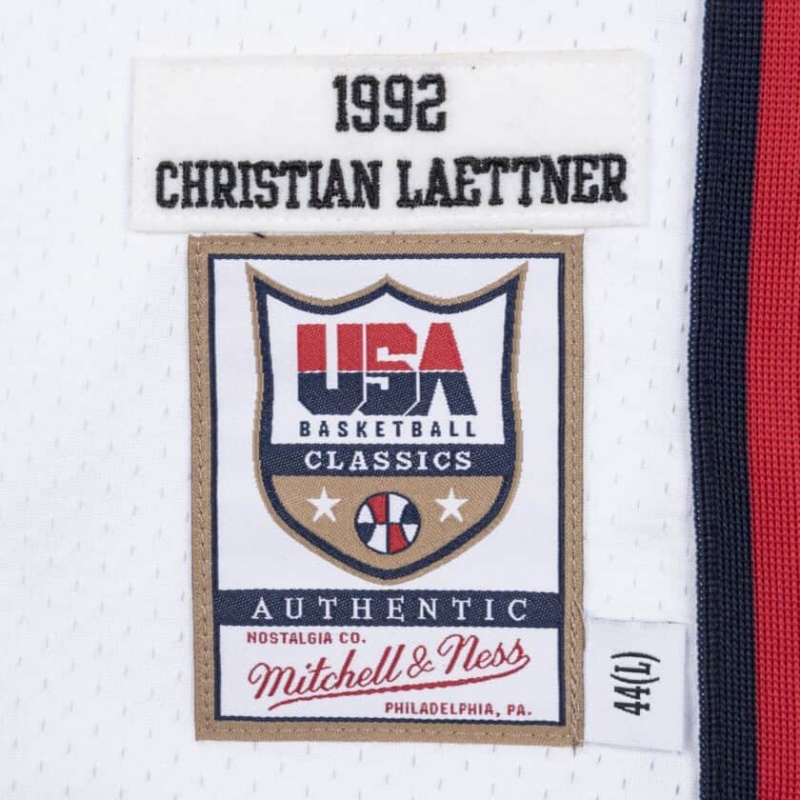 1992
CHRISTIAN LAETTNER
USA
BASKETBALL
CLASSICS
AUTHENTIC
NOSTALGIA CO.
Mitchell & Ness
PHILADELPHIA, PA.
44(L)